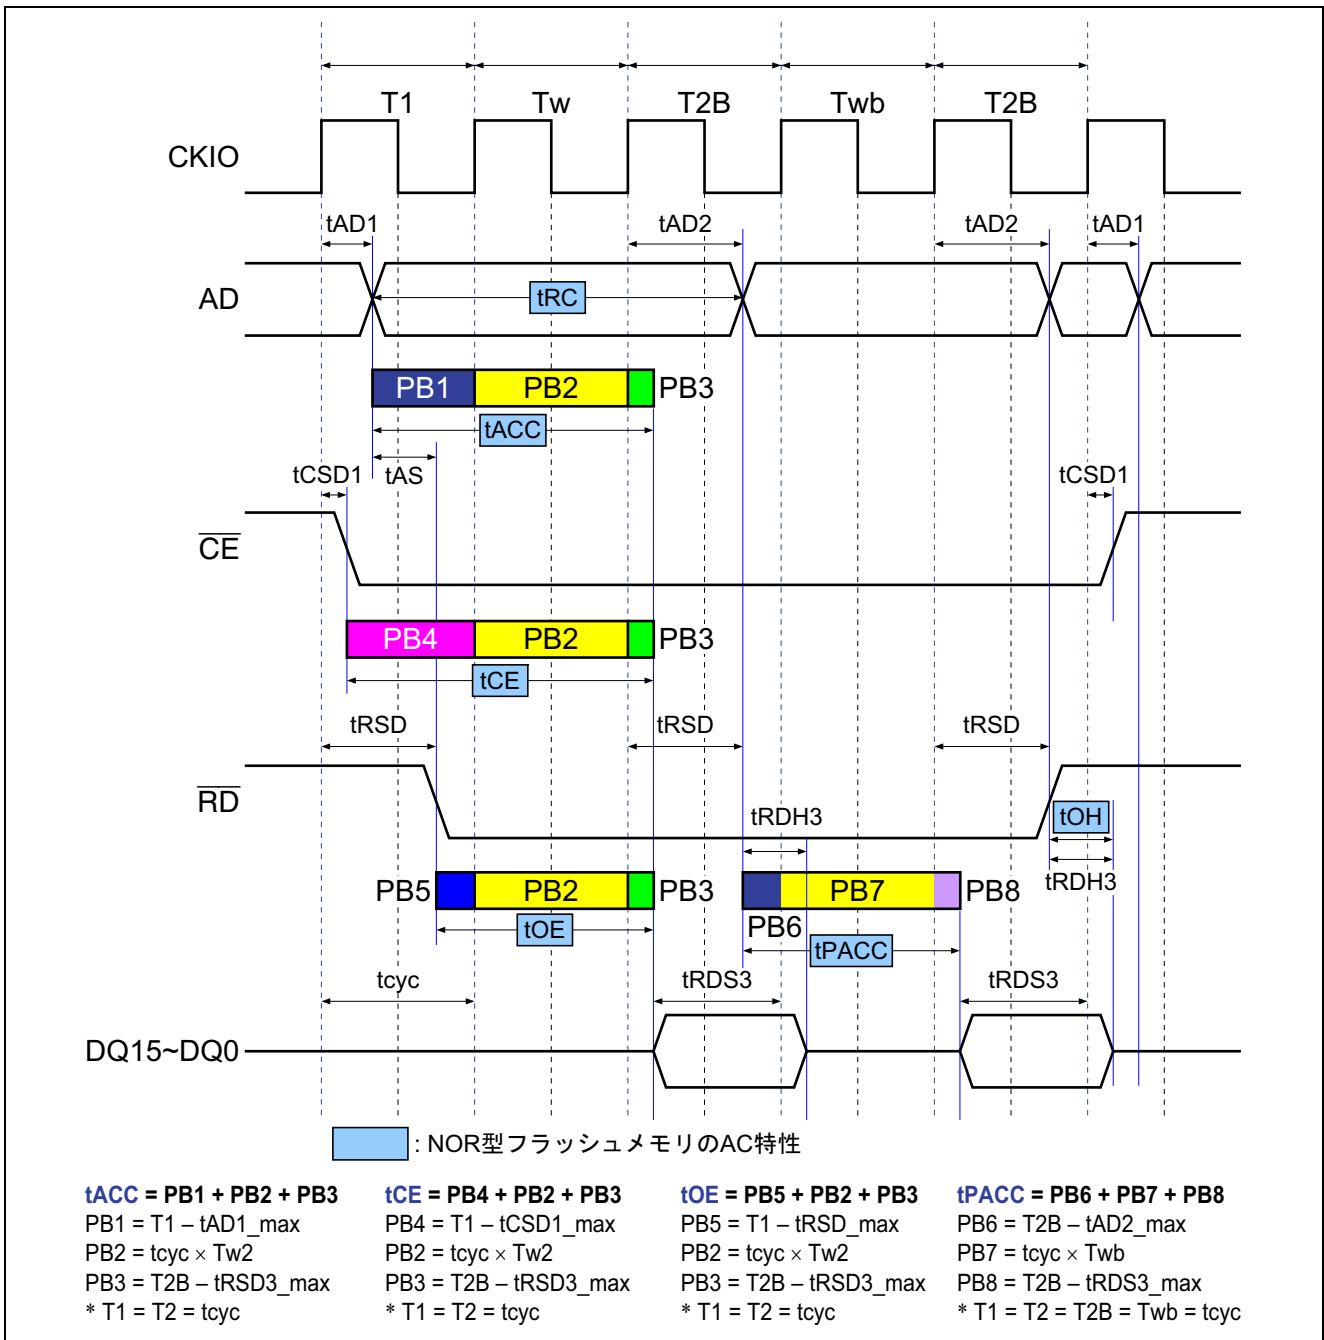 T1 Tw T2B Twb T2B
CKIO
tAD1 tAD2 tAD2 tAD1
AD
tRC
PB1 PB2 PB3
tACC
tCSD1 tAS tCSD1
CE
PB4 PB2 PB3
tCE
tRSD tRSD tRSD
RD
tRDH3 tOH
tRDH3
PB5 PB2 PB3 PB7 PB8
PB6
tOE tPACC
tcyc tRDS3 tRDS3
DQ15~DQ0
: NOR型フラッシュメモリのAC特性
tACC = PB1 + PB2 + PB3
PB1 = T1 – tAD1_max
PB2 = tcyc × Tw2
PB3 = T2B – tRSD3_max
* T1 = T2 = tcyc
tCE = PB4 + PB2 + PB3
PB4 = T1 – tCSD1_max
PB2 = tcyc × Tw2
PB3 = T2B – tRSD3_max
* T1 = T2 = tcyc
tOE = PB5 + PB2 + PB3
PB5 = T1 – tRSD_max
PB2 = tcyc × Tw2
PB3 = T2B – tRSD3_max
* T1 = T2 = tcyc
tPACC = PB6 + PB7 + PB8
PB6 = T2B – tAD2_max
PB7 = tcyc × Twb
PB8 = T2B – tRDS3_max
* T1 = T2 = T2B = Twb = tcyc